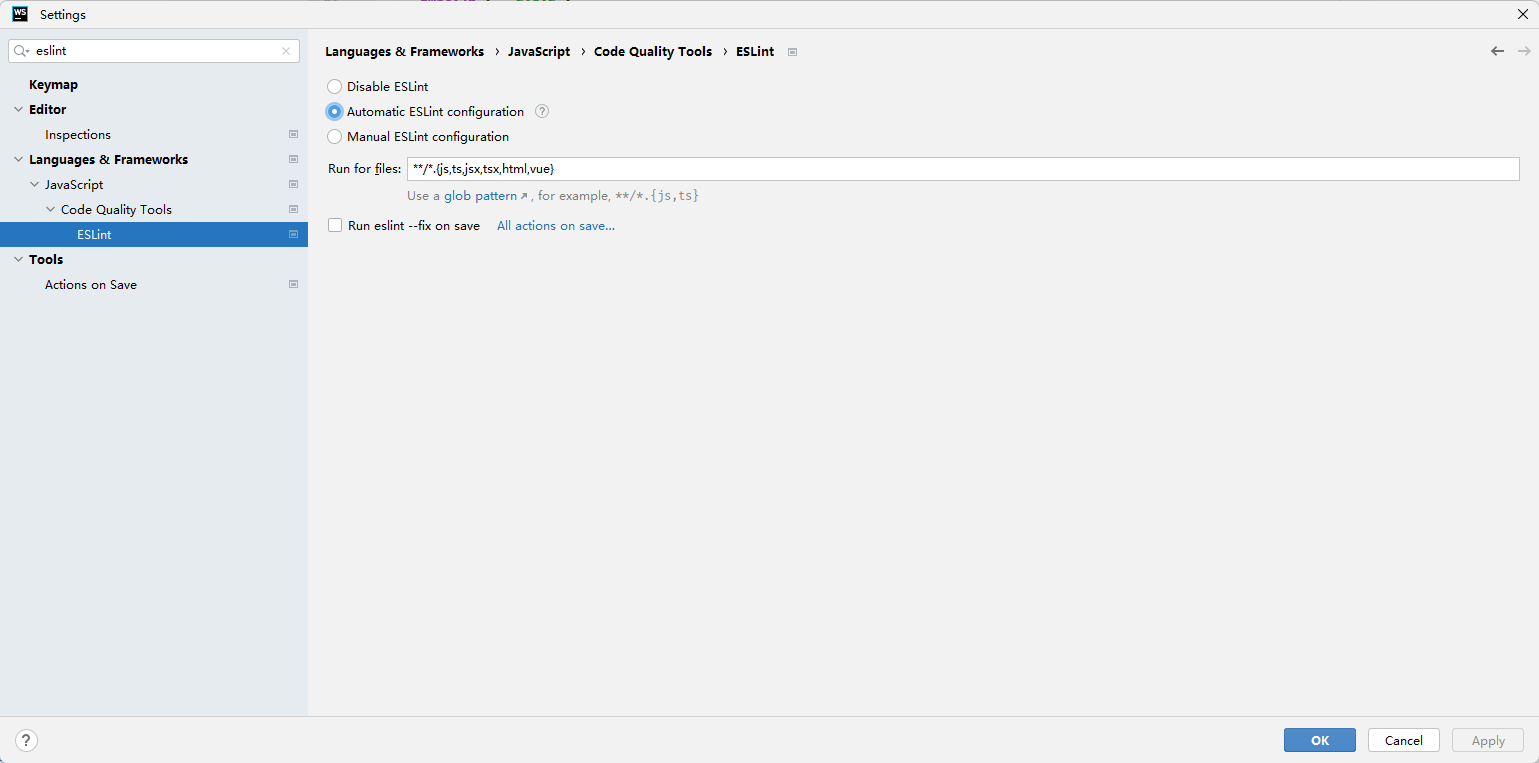 WS Settings
eslint
Keymap
Editor
Inspections
Languages & Frameworks
JavaScript
Code Quality Tools
ESLint
Tools
Actions on Save
Languages & Frameworks › JavaScript › Code Quality Tools › ESLint
Disable ESLint
Automatic ESLint configuration ?
Manual ESLint configuration
Run for files: **/*.{js,ts,jsx,tsx,html,vue}
Use a glob pattern↗, for example, **/*.{js,ts}
Run eslint --fix on save All actions on save...
? OK Cancel Apply